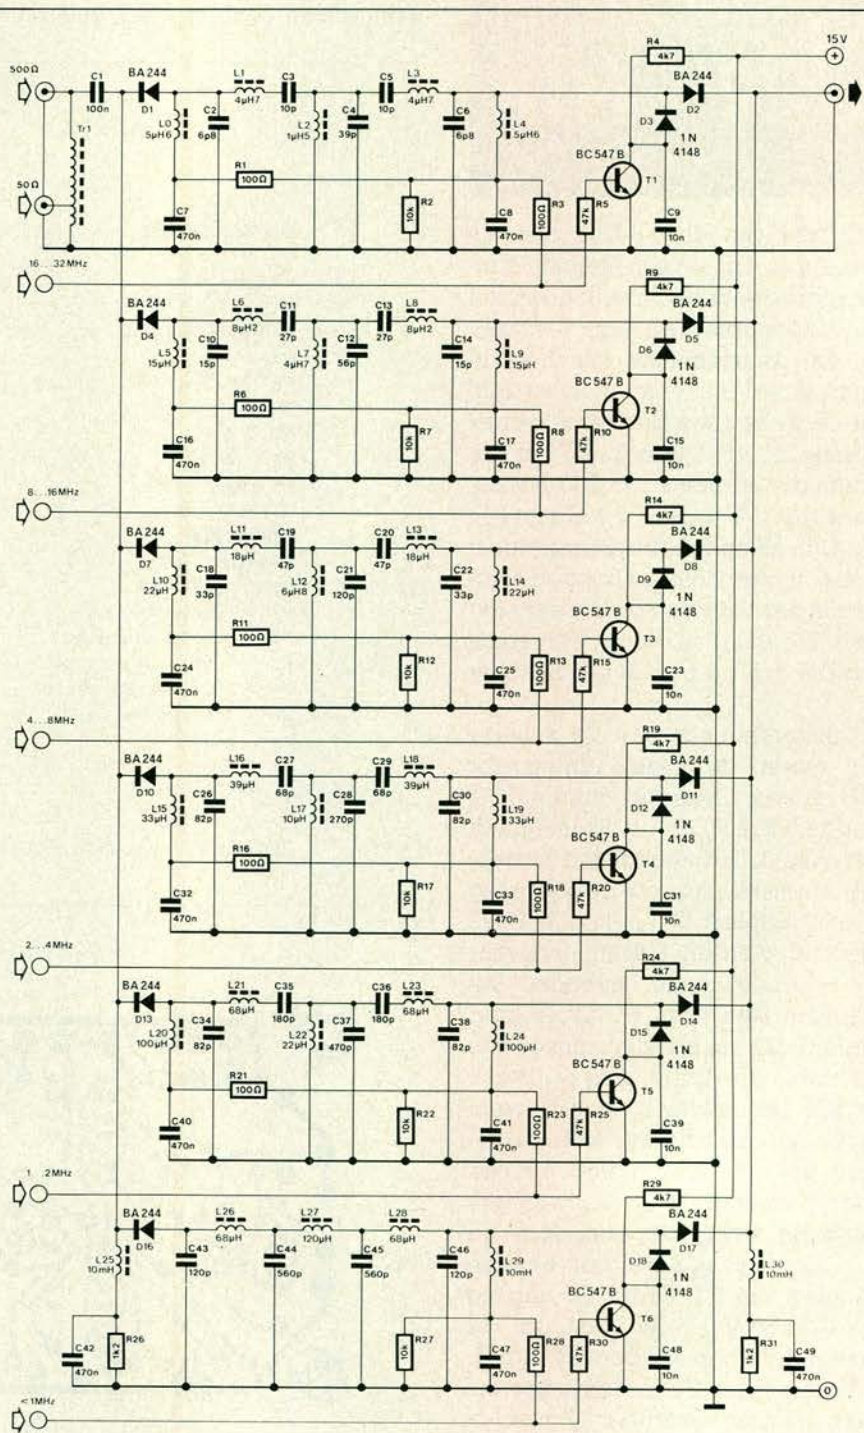 R4
15 V
4k7
+
500Ω
C1
100n
BA 244
D1
L1
4µH7
C3
10p
C5
10p
L3
4µH7
BA 244
D2
L0
5µH6
C2
6p8
L2
1µH5
C4
39p
C6
6p8
L4
5µH6
D3
1N
4148
BC 547 B
T1
Tr1
R1
100Ω
R2
10k
R3
100Ω
R5
47k
50Ω
C7
470n
C8
470n
C9
10n
16...32MHz
R9
4k7
BA 244
D4
L6
8µH2
C11
27p
C13
27p
L8
8µH2
BA 244
D5
L5
15µH
C10
15p
L7
4µH7
C12
56p
C14
15p
L9
15µH
D6
1N
4148
BC 547 B
T2
R6
100Ω
R7
10k
R8
100Ω
R10
47k
C16
470n
C17
470n
C15
10n
8...16MHz
R14
4k7
BA 244
D7
L11
18µH
C19
47p
C20
47p
L13
18µH
BA 244
D8
L10
22µH
C18
33p
L12
6µH8
C21
120p
C22
33p
L14
22µH
D9
1N
4148
BC 547 B
T3
R11
100Ω
R12
10k
R13
100Ω
R15
47k
C24
470n
C25
470n
C23
10n
4...8MHz
R19
4k7
BA 244
D10
L16
39µH
C27
68p
C29
68p
L18
39µH
BA 244
D11
L15
33µH
C26
82p
L17
10µH
C28
270p
C30
82p
L19
33µH
D12
1N
4148
BC 547 B
T4
R16
100Ω
R17
10k
R18
100Ω
R20
47k
C32
470n
C33
470n
C31
10n
2...4MHz
R24
4k7
BA 244
D13
L21
68µH
C35
180p
C36
180p
L23
68µH
BA 244
D14
L20
100µH
C34
82p
L22
22µH
C37
470p
C38
82p
L24
100µH
D15
1N
4148
BC 547 B
T5
R21
100Ω
R22
10k
R23
100Ω
R25
47k
C40
470n
C41
470n
C39
10n
1...2MHz
R29
4k7
BA 244
D16
L26
68µH
L27
120µH
L28
68µH
BA 244
D17
L25
10mH
C43
120p
C44
560p
C45
560p
C46
120p
L29
10mH
D18
1N
4148
L30
10mH
BC 547 B
T6
C42
470n
R26
1k2
R27
10k
C47
470n
R28
100Ω
R30
47k
C48
10n
R31
1k2
C49
470n
0
<1MHz